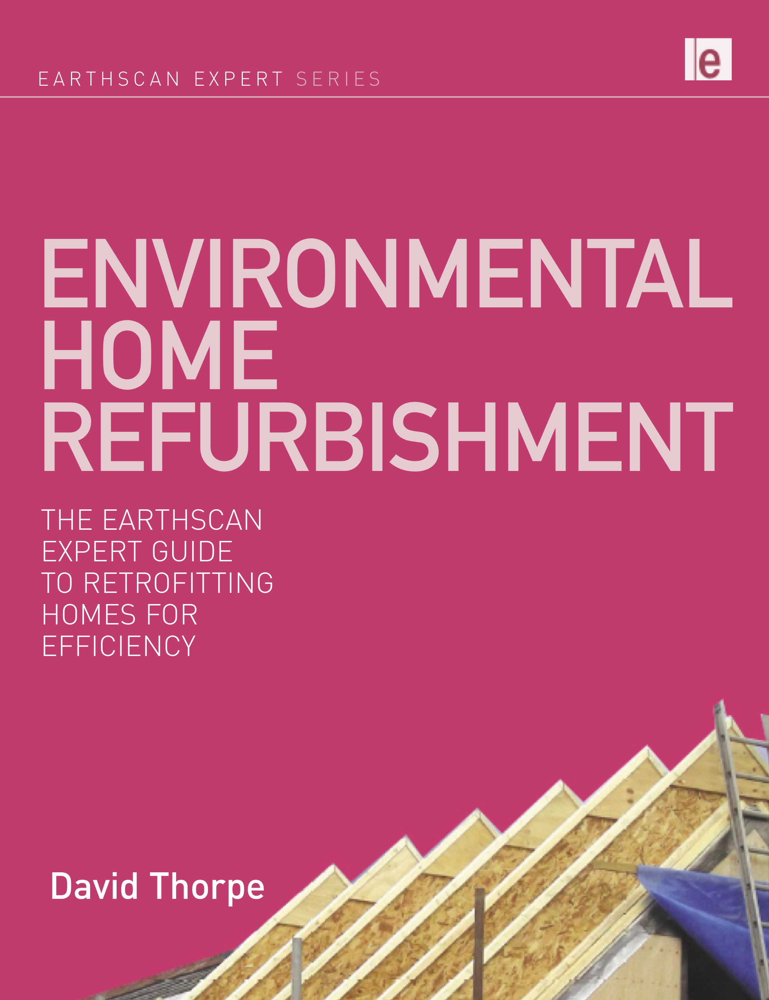 EARTHSCAN EXPERT SERIES
e
ENVIRONMENTAL
HOME
REFURBISHMENT
THE EARTHSCAN
EXPERT GUIDE
TO RETROFITTING
HOMES FOR
EFFICIENCY
David Thorpe